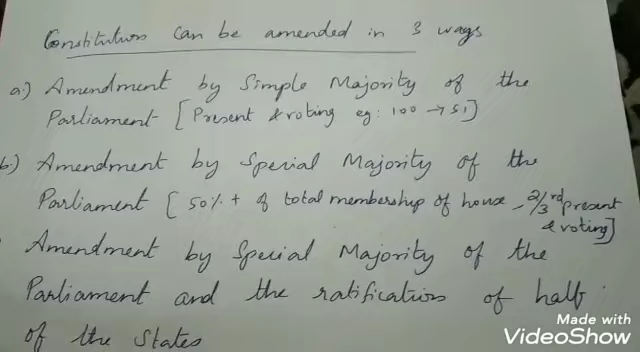 Constitution can be amended in 3 ways
a.) Amendment by Simple Majority of the
Parliament [Present & voting eg: 100 → 51]
b.) Amendment by Special Majority of the
Parliament [50% + of total membership of house - 2/3rd present
& voting]
Amendment by Special Majority of the
Parliament and the ratification of half
of the States
Made with
VideoShow